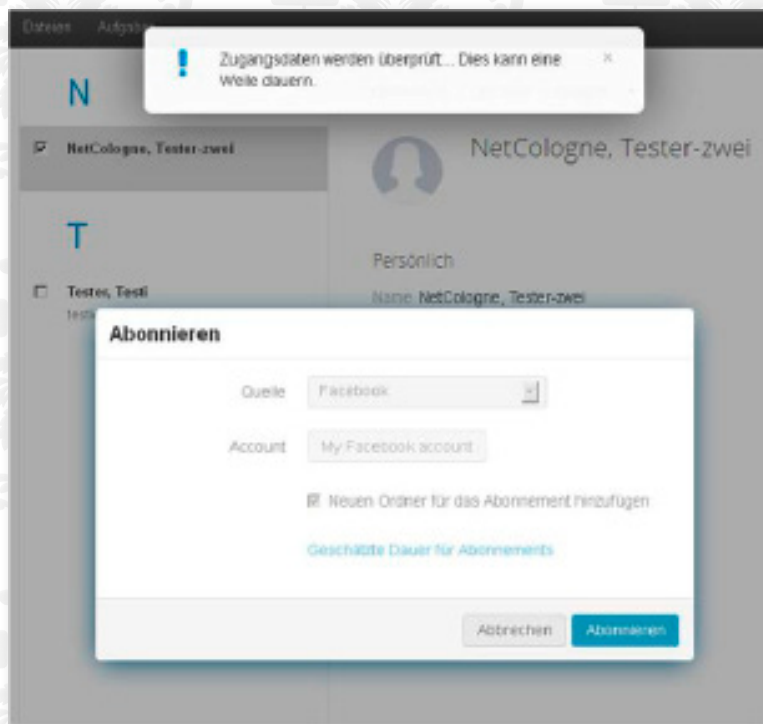 Dateien Aufgaben
Zugangsdaten werden überprüft... Dies kann eine
Weile dauern.
N
NetCologne, Tester-zwei
NetCologne, Tester-zwei
T
Persönlich
Tester, Testi
Name NetCologne, Tester-zwei
Abonnieren
Quelle Facebook
Account My Facebook account
Neuen Ordner für das Abonnement hinzufügen
Geschätzte Dauer für Abonnements
Abbrechen Abonnieren